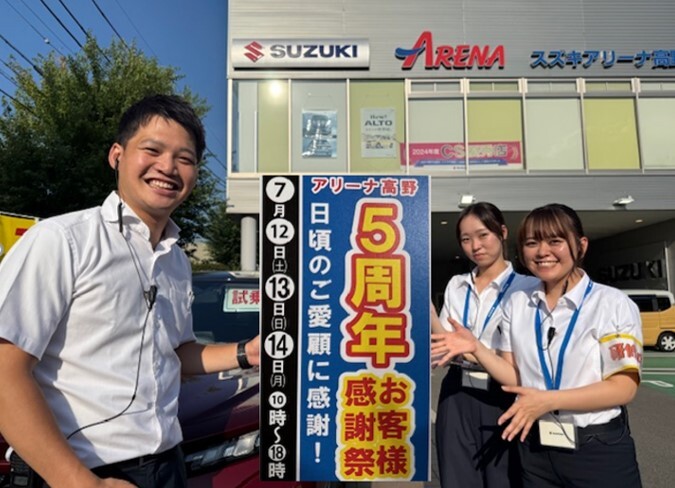 SUZUKI
ARENA
スズキアリーナ高野
New!
ALTO
2024年度
アリーナ高野
5周年
お客様
感謝祭
日頃のご愛顧に感謝！
7月12日(土)13日(日)14日(月)10時～18時
試乗
SUZUKI